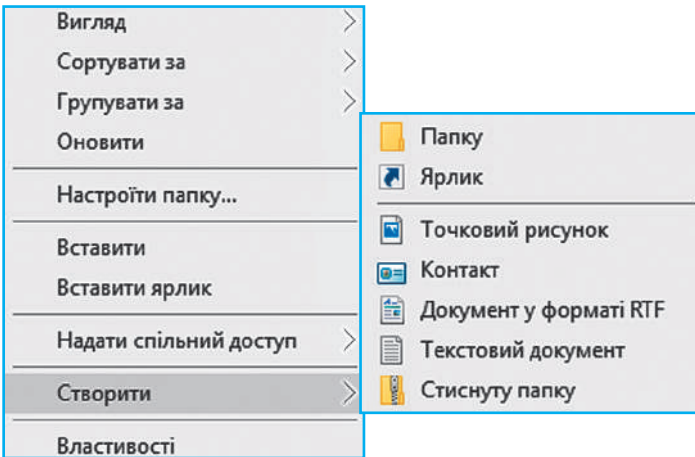 Вигляд
Сортувати за
Групувати за
Оновити
Настроїти папку...
Вставити
Вставити ярлик
Надати спільний доступ
Створити
Властивості
Папку
Ярлик
Точковий рисунок
Контакт
Документ у форматі RTF
Текстовий документ
Стиснуту папку